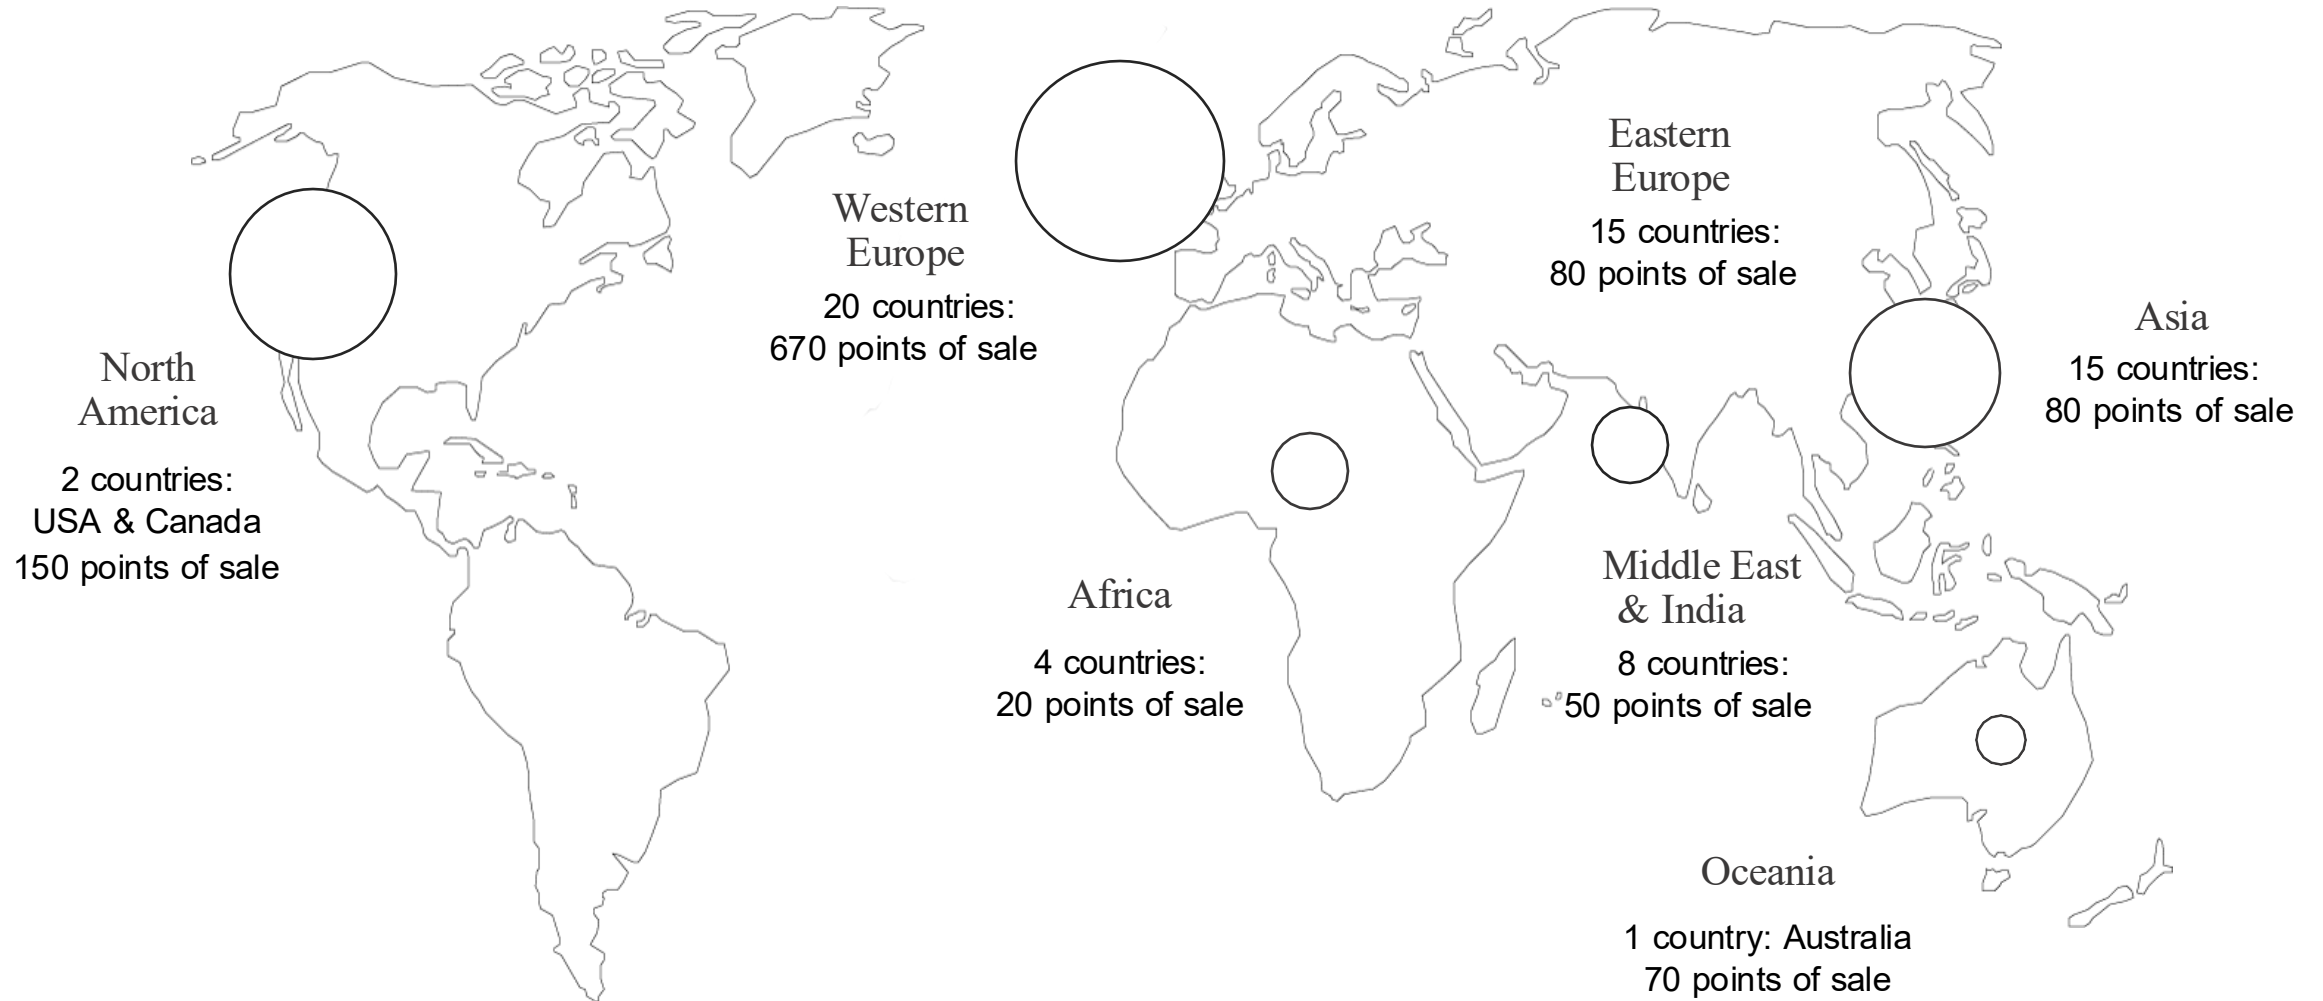 North
America
2 countries:
USA & Canada
150 points of sale
Western
Europe
20 countries:
670 points of sale
Eastern
Europe
15 countries:
80 points of sale
Asia
15 countries:
80 points of sale
Africa
4 countries:
20 points of sale
Middle East
& India
8 countries:
50 points of sale
Oceania
1 country: Australia
70 points of sale